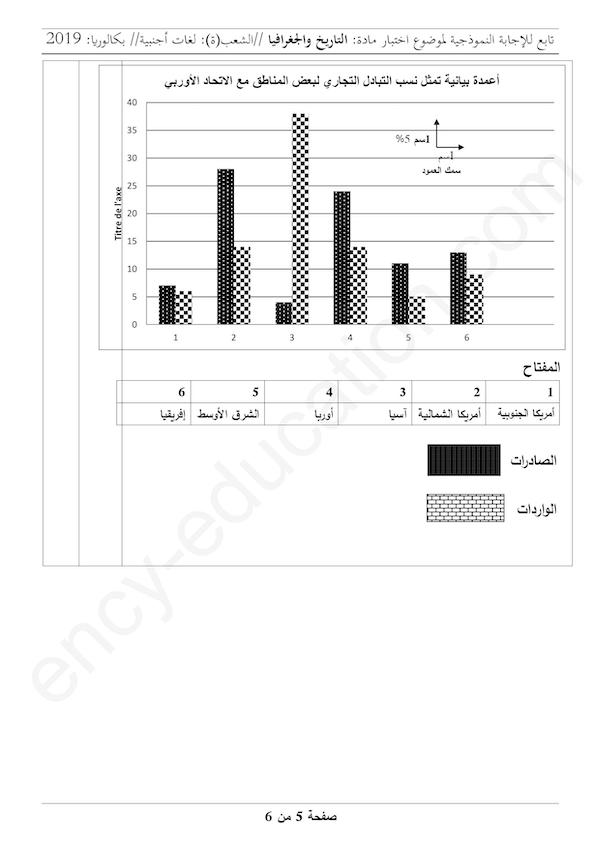 تابع للإجابة النموذجية لموضوع اختبار مادة: التاريخ والجغرافيا //الشعب(ة): لغات أجنبية// بكالوريا: 2019
أعمدة بيانية تمثل نسب التبادل التجاري لبعض المناطق مع الاتحاد الأوربي
Titre de l'axe
40
35
30
25
20
15
10
5
0
1 2 3 4 5 6
1سم 5%
1سم
سمك العمود
المفتاح
1 2 3 4 5 6
أمريكا الجنوبية أمريكا الشمالية آسيا أوربا الشرق الأوسط إفريقيا
الصادرات
الواردات
صفحة 5 من 6
ency-education.com